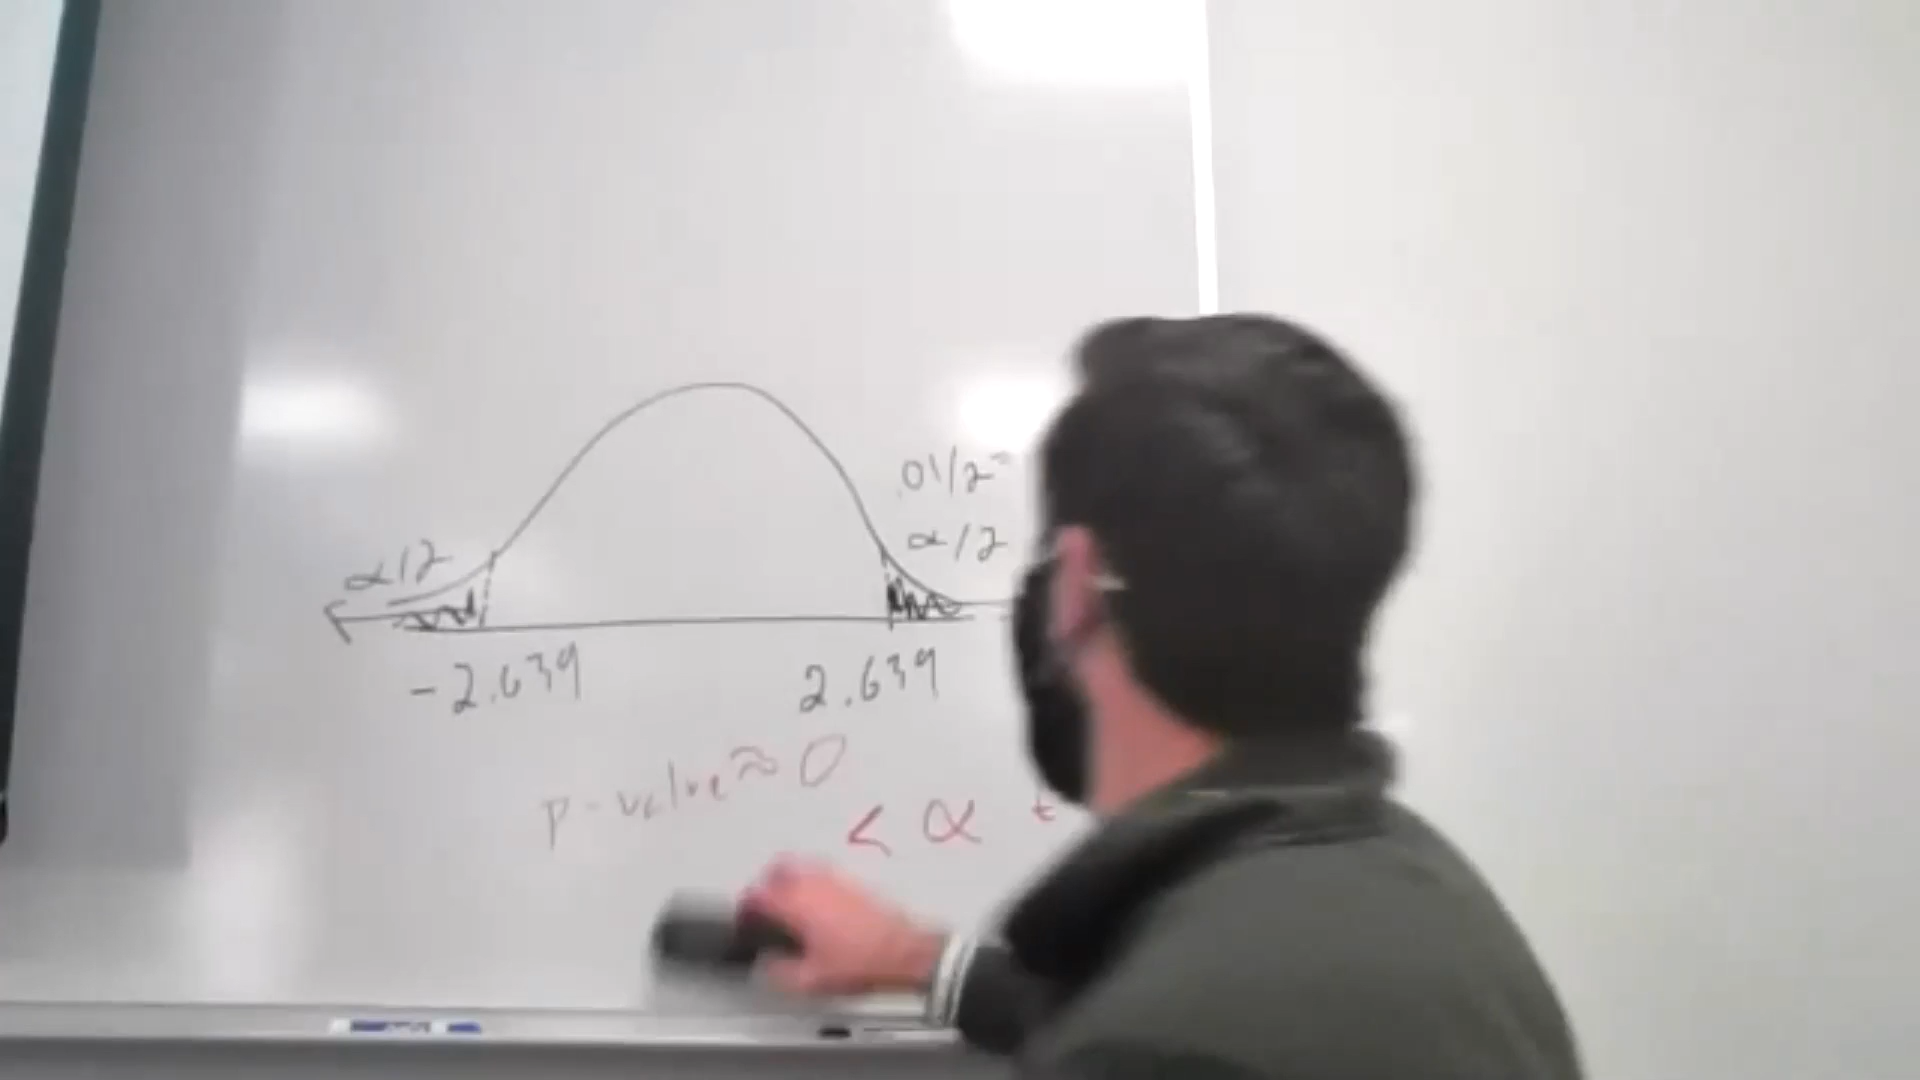 .01/2=
α/2 α/2
-2.639 2.639
p-value ≈ 0
< α t